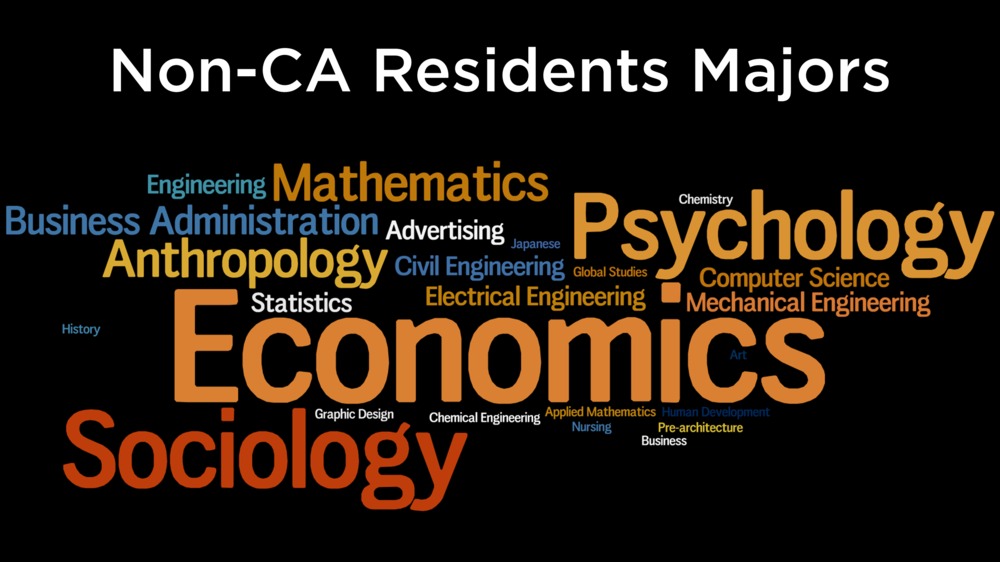 Non-CA Residents Majors
Engineering
Mathematics
Chemistry
Psychology
Business Administration
Advertising
Japanese
Anthropology
Civil Engineering
Global Studies
Computer Science
Statistics
Electrical Engineering
Mechanical Engineering
History
Economics
Art
Graphic Design
Chemical Engineering
Applied Mathematics
Human Development
Sociology
Nursing
Pre-architecture
Business